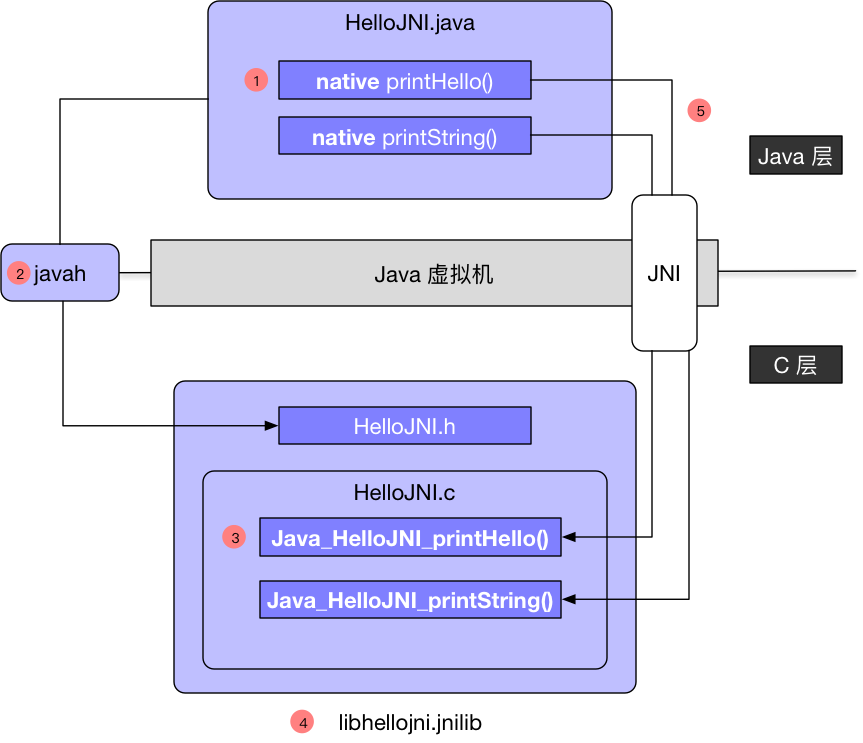 HelloJNI.java
1
native printHello()
5
native printString()
Java 层
2 javah
Java 虚拟机
JNI
C 层
HelloJNI.h
HelloJNI.c
3
Java_HelloJNI_printHello()
Java_HelloJNI_printString()
4
libhellojni.jnilib